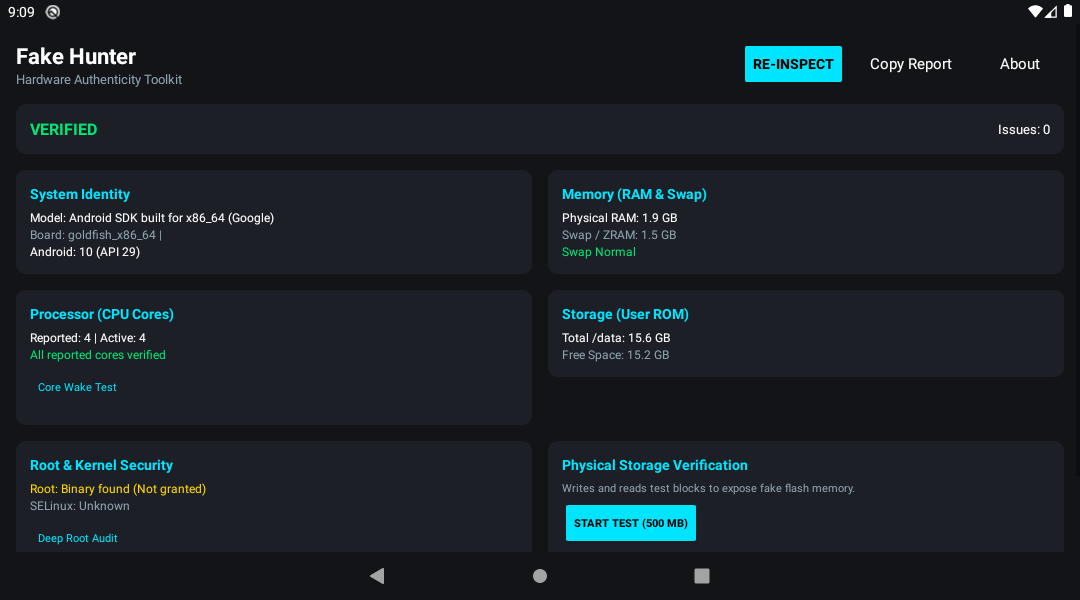 9:09
Fake Hunter
Hardware Authenticity Toolkit
RE-INSPECT
Copy Report
About
VERIFIED
Issues: 0
System Identity
Model: Android SDK built for x86_64 (Google)
Board: goldfish_x86_64 |
Android: 10 (API 29)
Memory (RAM & Swap)
Physical RAM: 1.9 GB
Swap / ZRAM: 1.5 GB
Swap Normal
Processor (CPU Cores)
Reported: 4 | Active: 4
All reported cores verified
Core Wake Test
Storage (User ROM)
Total /data: 15.6 GB
Free Space: 15.2 GB
Root & Kernel Security
Root: Binary found (Not granted)
SELinux: Unknown
Deep Root Audit
Physical Storage Verification
Writes and reads test blocks to expose fake flash memory.
START TEST (500 MB)